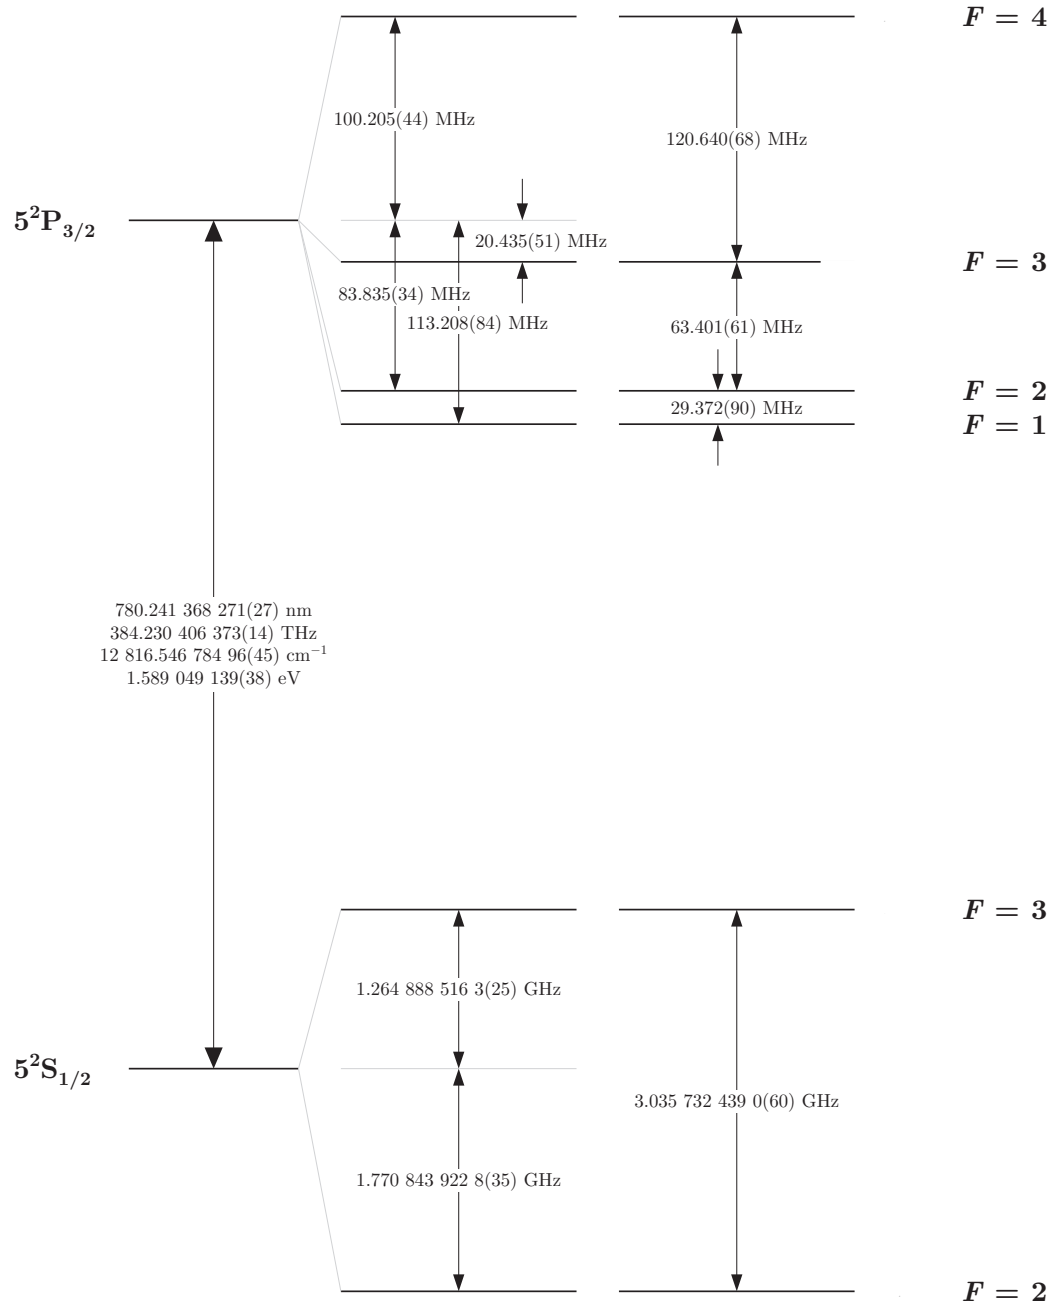 F = 4
100.205(44) MHz
120.640(68) MHz
5²P₃/₂
20.435(51) MHz
F = 3
83.835(34) MHz
113.208(84) MHz
63.401(61) MHz
F = 2
29.372(90) MHz
F = 1
780.241 368 271(27) nm
384.230 406 373(14) THz
12 816.546 784 96(45) cm⁻¹
1.589 049 139(38) eV
F = 3
1.264 888 516 3(25) GHz
5²S₁/₂
3.035 732 439 0(60) GHz
1.770 843 922 8(35) GHz
F = 2